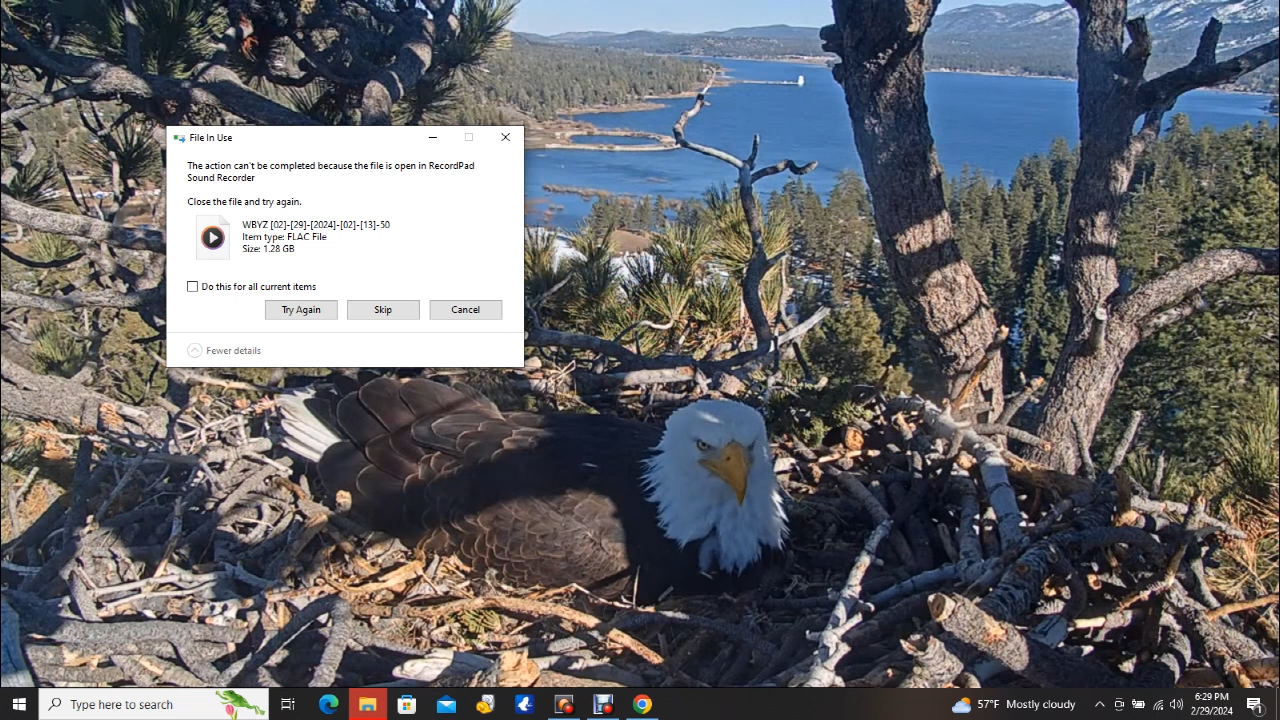 File In Use
The action can't be completed because the file is open in RecordPad
Sound Recorder
Close the file and try again.
WBYZ [02]-[29]-[2024]-[02]-[13]-50
Item type: FLAC File
Size: 1.28 GB
Do this for all current items
Try Again
Skip
Cancel
Fewer details
Type here to search
57°F Mostly cloudy
6:29 PM
2/29/2024
1